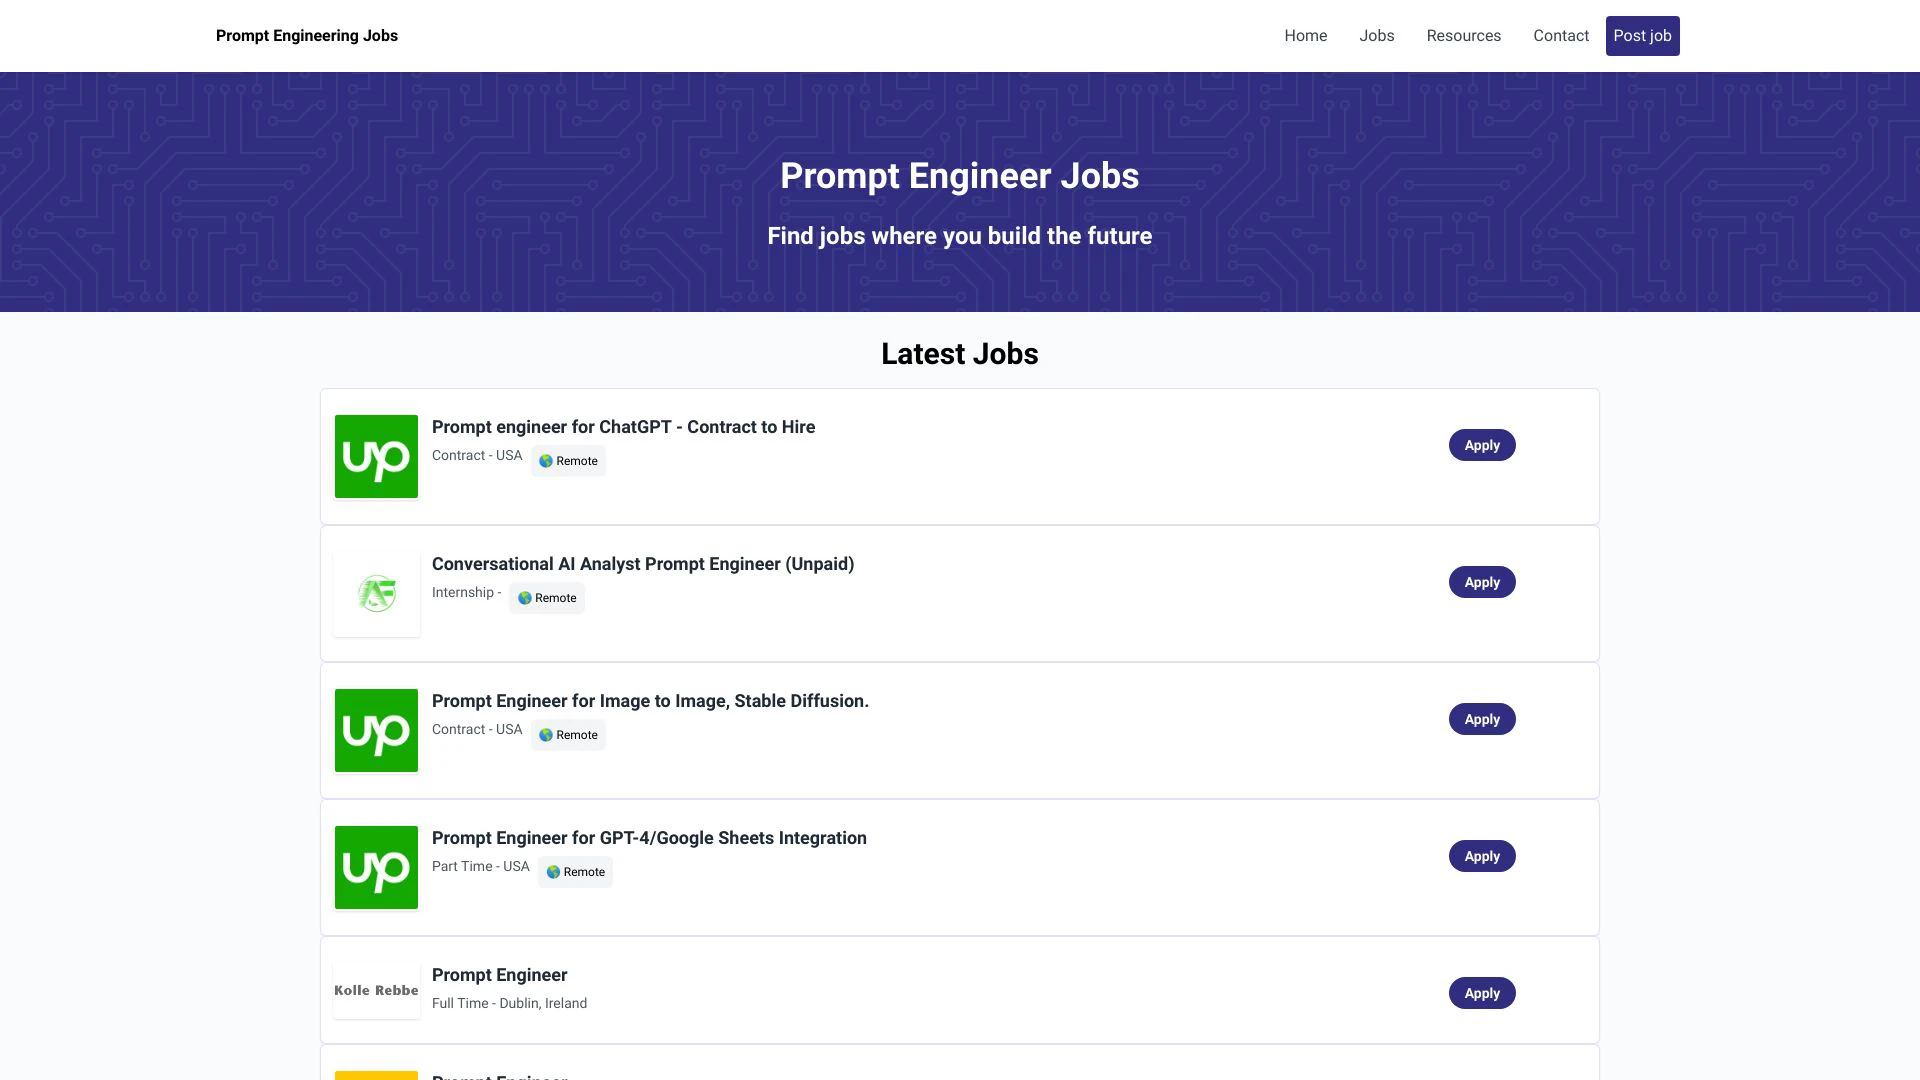 Prompt Engineering Jobs
Home
Jobs
Resources
Contact
Post job
Prompt Engineer Jobs
Find jobs where you build the future
Latest Jobs
up
Prompt engineer for ChatGPT - Contract to Hire
Contract - USA
Remote
Apply
AF
Conversational AI Analyst Prompt Engineer (Unpaid)
Internship -
Remote
Apply
up
Prompt Engineer for Image to Image, Stable Diffusion.
Contract - USA
Remote
Apply
up
Prompt Engineer for GPT-4/Google Sheets Integration
Part Time - USA
Remote
Apply
Kolle Rebbe
Prompt Engineer
Full Time - Dublin, Ireland
Apply
Prompt Engineer